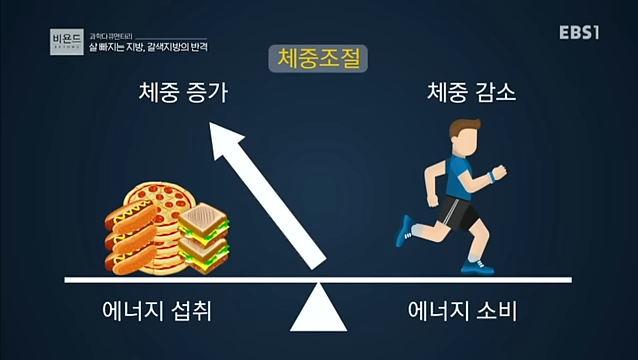 비욘드
BEYOND
과학다큐멘터리
살 빠지는 지방, 갈색지방의 반격
EBS1
체중조절
체중 증가
체중 감소
에너지 섭취
에너지 소비